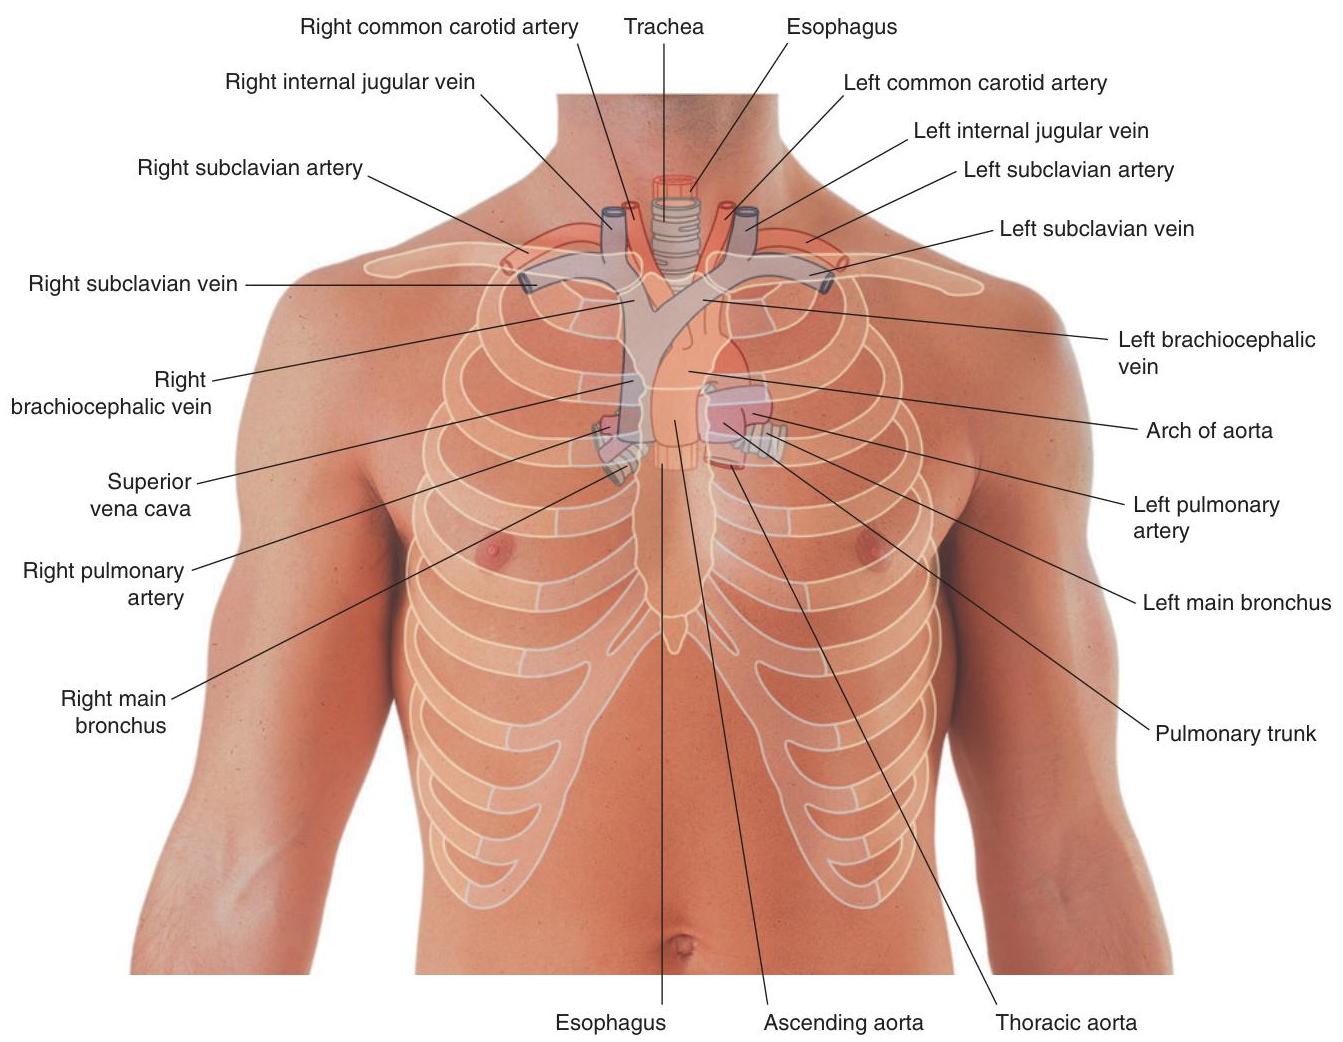 Right common carotid artery
Trachea
Esophagus
Right internal jugular vein
Left common carotid artery
Left internal jugular vein
Right subclavian artery
Left subclavian artery
Left subclavian vein
Right subclavian vein
Left brachiocephalic
vein
Right
brachiocephalic vein
Arch of aorta
Superior
vena cava
Left pulmonary
artery
Right pulmonary
artery
Left main bronchus
Right main
bronchus
Pulmonary trunk
Esophagus
Ascending aorta
Thoracic aorta